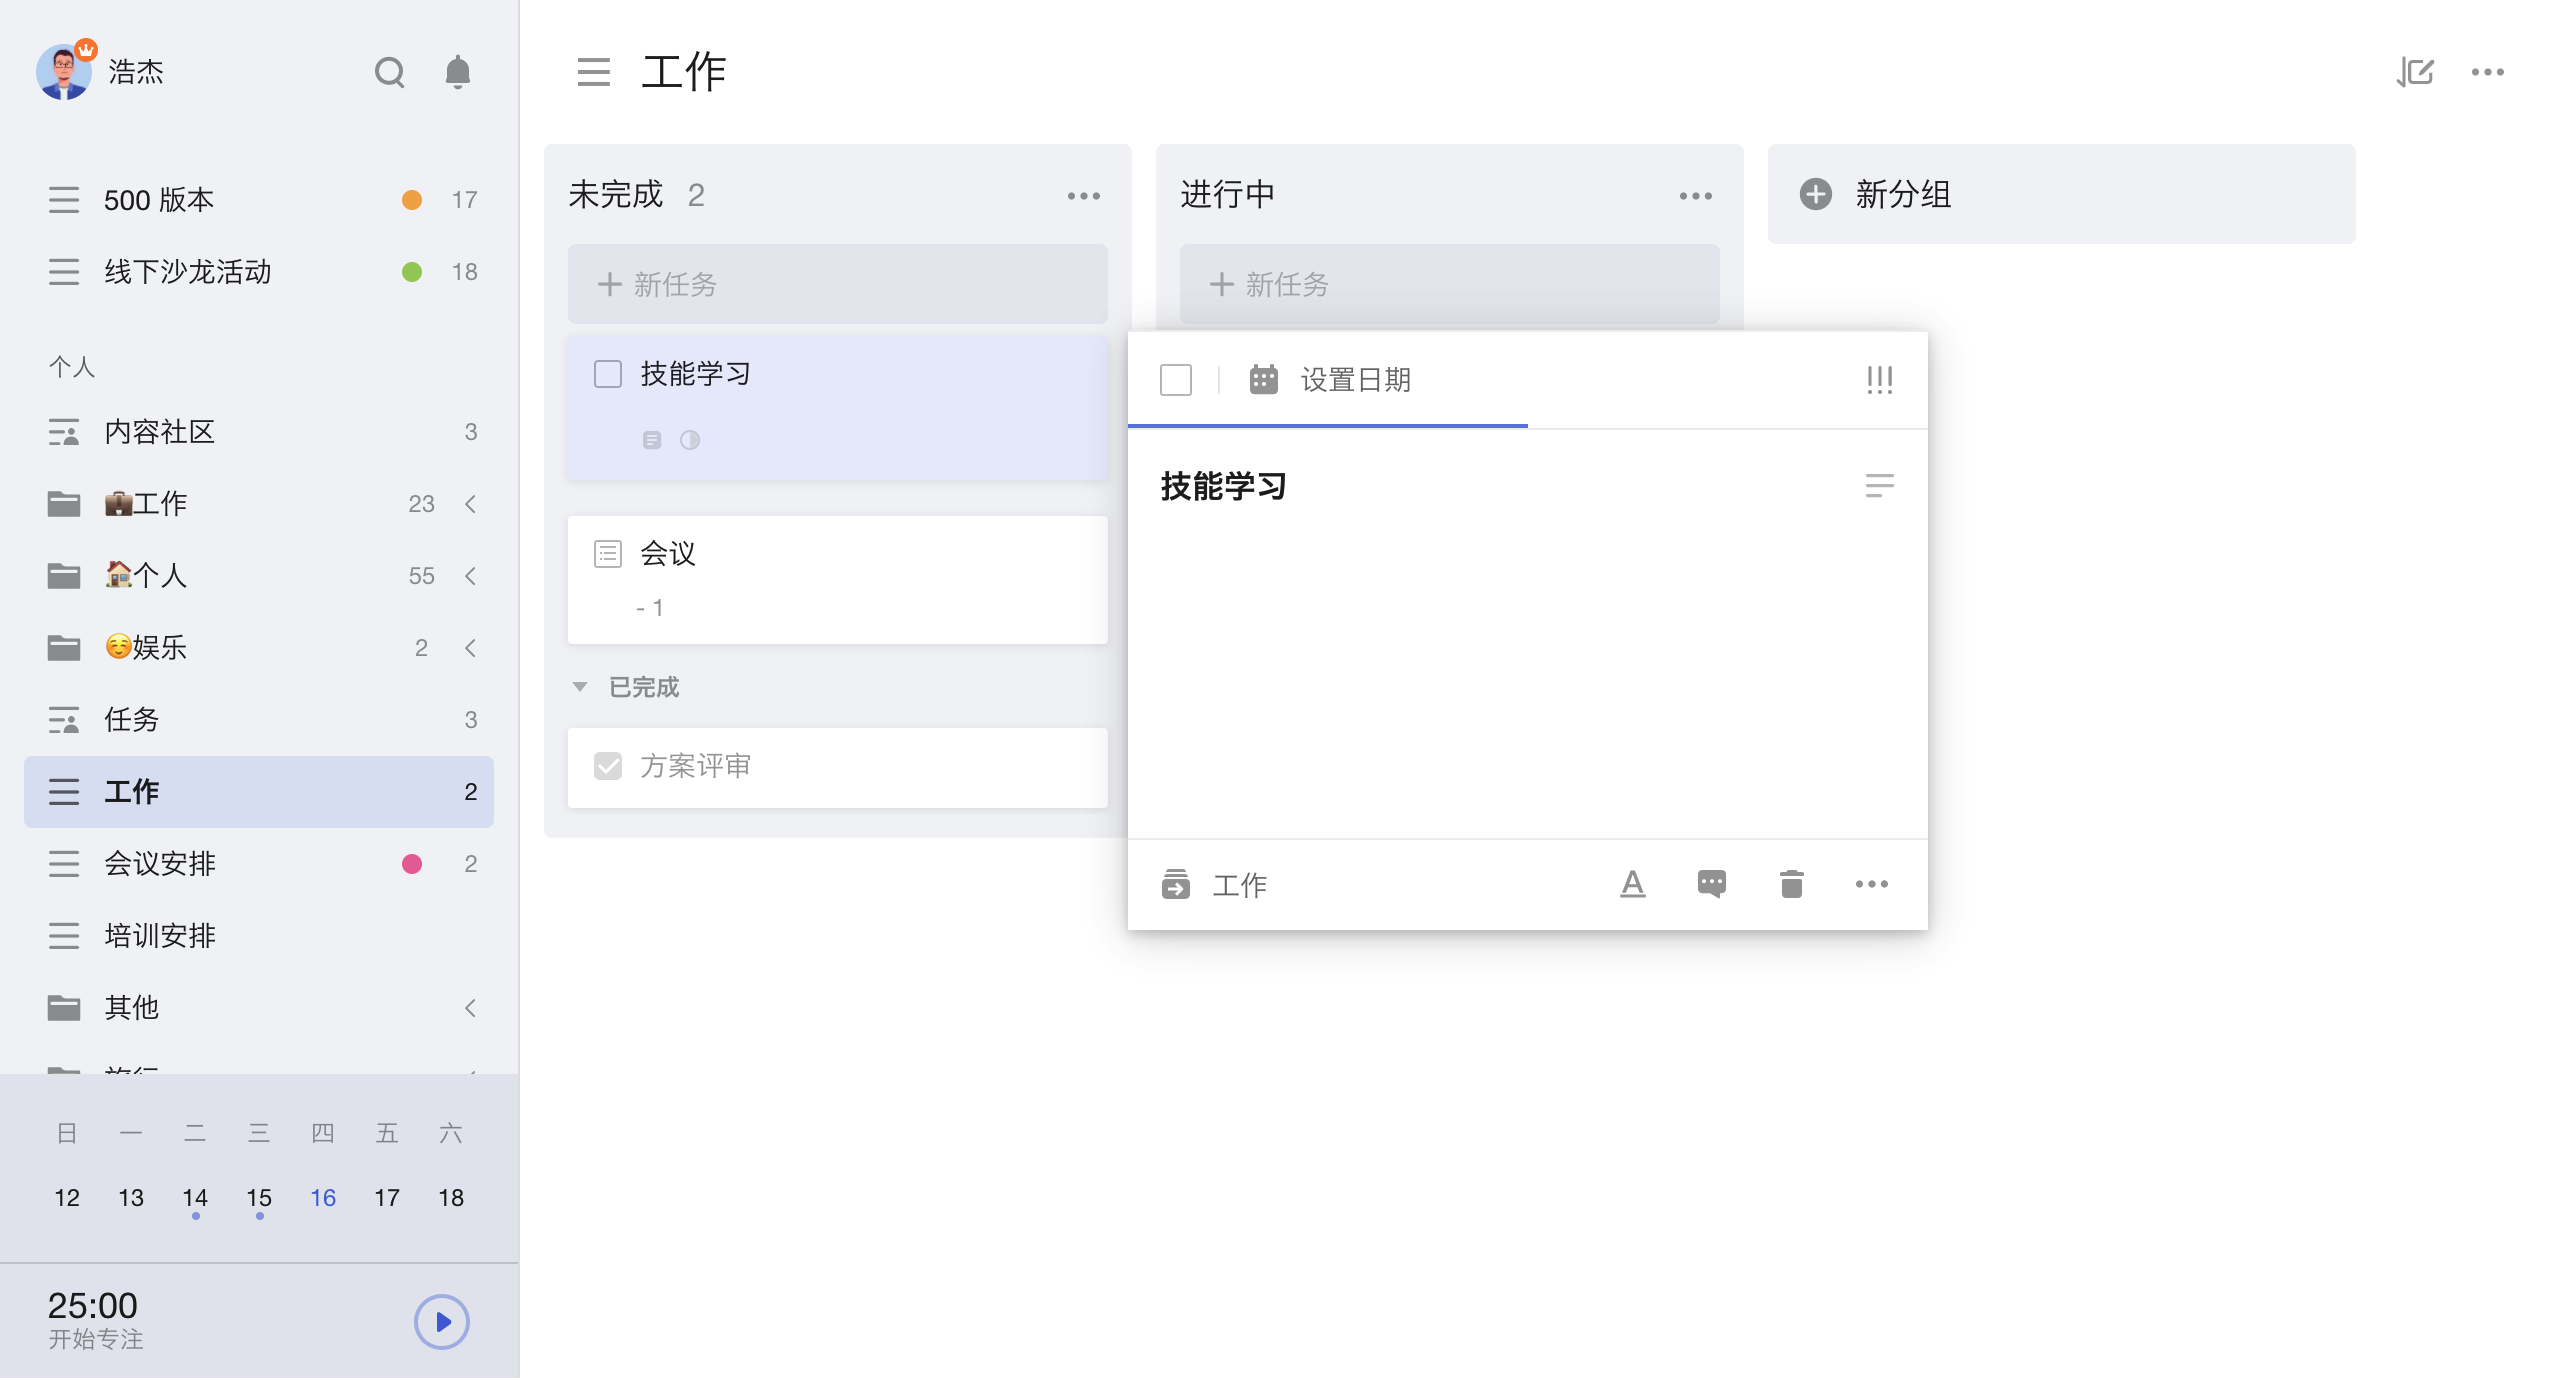 浩杰
500 版本 17
线下沙龙活动 18
个人
内容社区 3
💼工作 23
🏠个人 55
☺️娱乐 2
任务 3
工作 2
会议安排 2
培训安排
其他
日 一 二 三 四 五 六
12 13 14 15 16 17 18
25:00
开始专注
工作
未完成 2
新任务
技能学习
会议
- 1
已完成
方案评审
进行中
新任务
新分组
设置日期
技能学习
工作